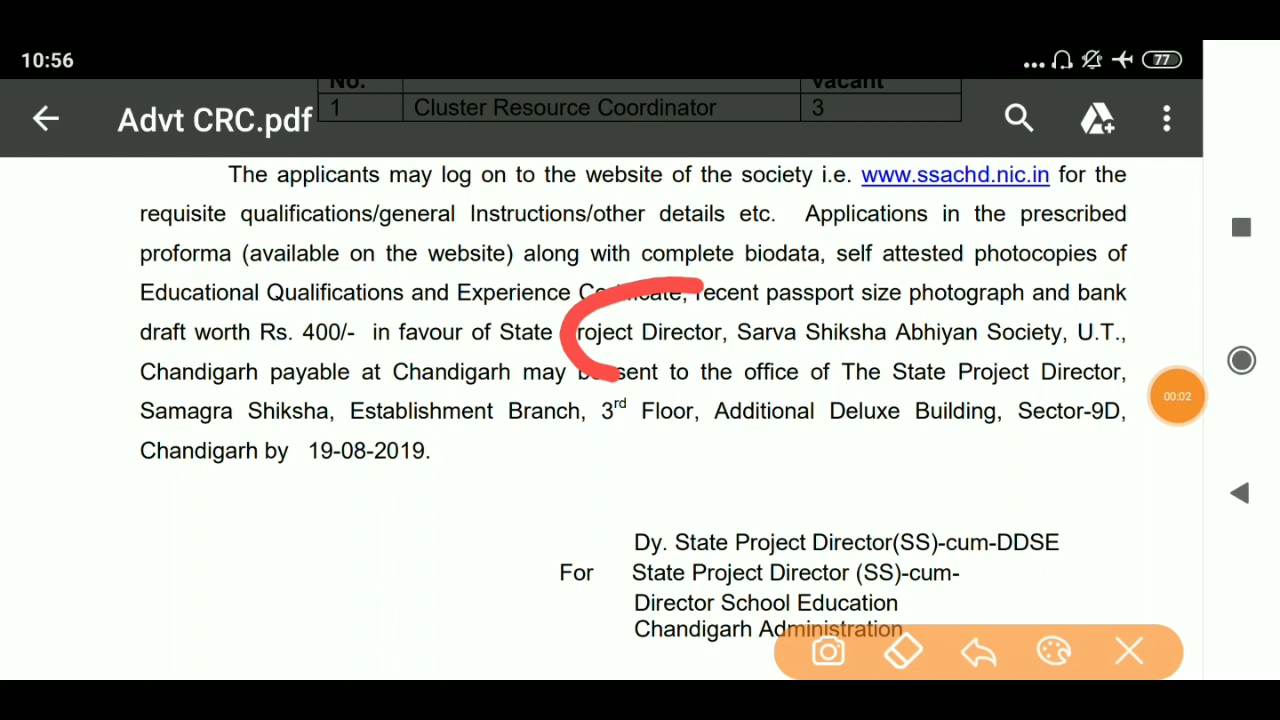 10:56
77
No. Vacant
Advt CRC.pdf
1 Cluster Resource Coordinator 3
The applicants may log on to the website of the society i.e. www.ssachd.nic.in for the
requisite qualifications/general Instructions/other details etc. Applications in the prescribed
proforma (available on the website) along with complete biodata, self attested photocopies of
Educational Qualifications and Experience Certificate, recent passport size photograph and bank
draft worth Rs. 400/- in favour of State Project Director, Sarva Shiksha Abhiyan Society, U.T.,
Chandigarh payable at Chandigarh may be sent to the office of The State Project Director,
00:02
Samagra Shiksha, Establishment Branch, 3rd Floor, Additional Deluxe Building, Sector-9D,
Chandigarh by 19-08-2019.
Dy. State Project Director(SS)-cum-DDSE
For State Project Director (SS)-cum-
Director School Education
Chandigarh Administration